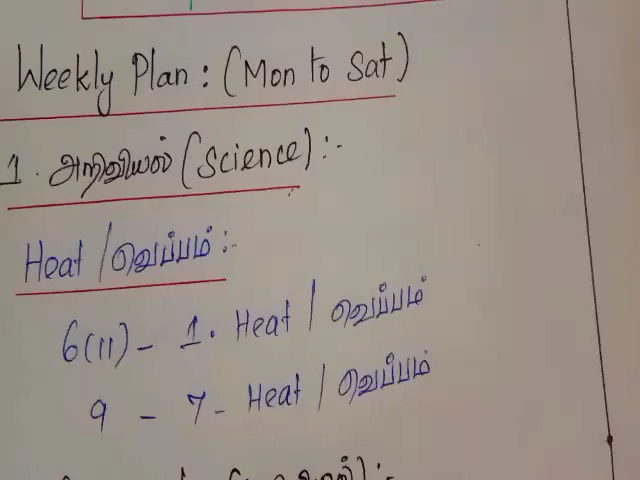 Weekly Plan : (Mon to Sat)
1. அறிவியல் (Science) :-
Heat / வெப்பம் :-
6(11) - 1. Heat / வெப்பம்
9 - 7 - Heat / வெப்பம்